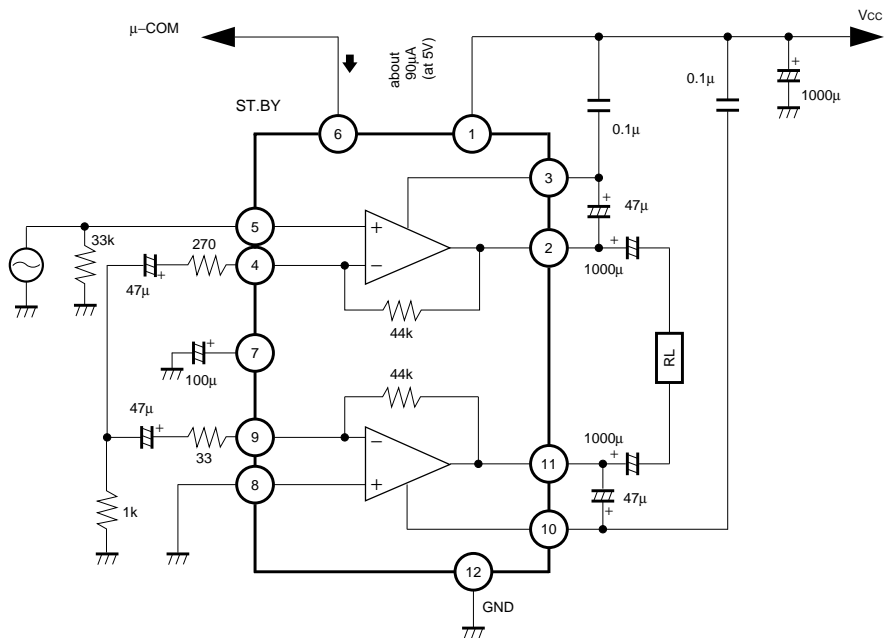 μ–COM
about
90μA
(at 5V)
VCC
ST.BY
0.1μ
0.1μ
1000μ
6
1
3
47μ
5
2
33k
270
4
47μ
1000μ
44k
7
100μ
RL
44k
47μ
9
33
1000μ
11
8
47μ
1k
10
12
GND
+
+
+
+
+
−
+
+
−
+
+
+
+